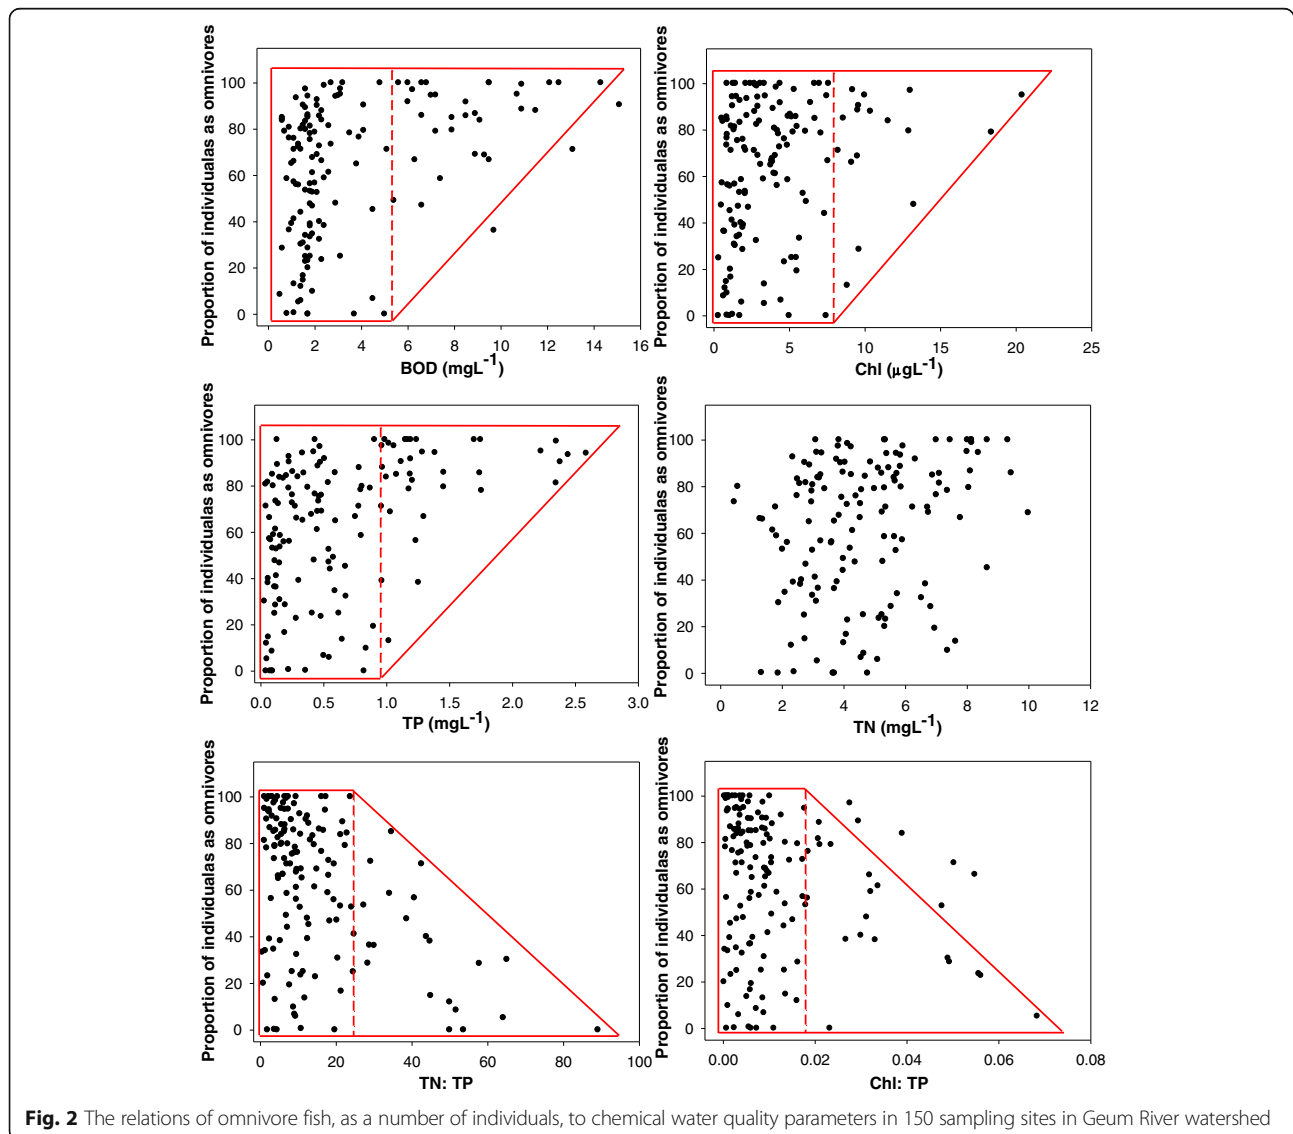 Proportion of individualas as omnivores
100
80
60
40
20
0
0 2 4 6 8 10 12 14 16
BOD (mgL-1)
Proportion of individualas as omnivores
100
80
60
40
20
0
0 5 10 15 20 25
Chl (µgL-1)
Proportion of individualas as omnivores
100
80
60
40
20
0
0.0 0.5 1.0 1.5 2.0 2.5 3.0
TP (mgL-1)
Proportion of individualas as omnivores
100
80
60
40
20
0
0 2 4 6 8 10 12
TN (mgL-1)
Proportion of individualas as omnivores
100
80
60
40
20
0
0 20 40 60 80 100
TN: TP
Proportion of individualas as omnivores
100
80
60
40
20
0
0.00 0.02 0.04 0.06 0.08
Chl: TP
Fig. 2 The relations of omnivore fish, as a number of individuals, to chemical water quality parameters in 150 sampling sites in Geum River watershed